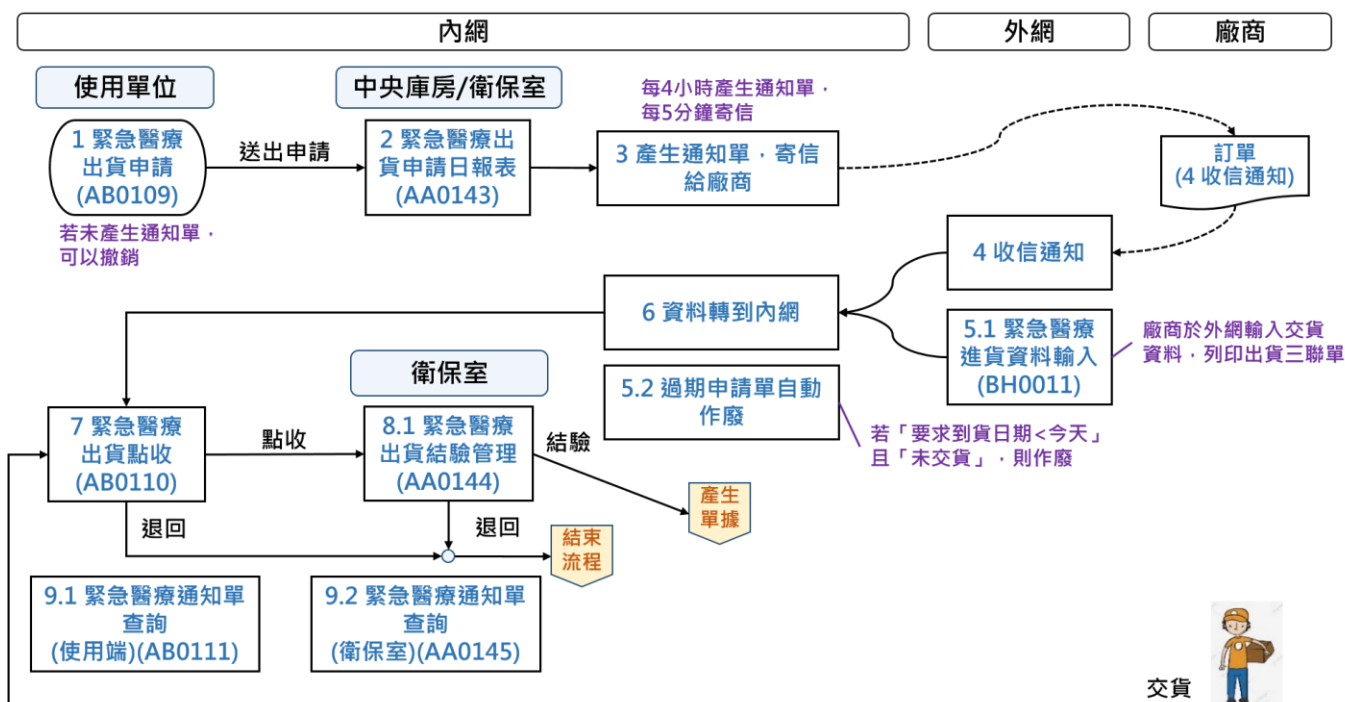 內網
外網
廠商
使用單位
中央庫房/衛保室
每4小時產生通知單，
每5分鐘寄信
1 緊急醫療
出貨申請
(AB0109)
送出申請
2 緊急醫療出
貨申請日報表
(AA0143)
3 產生通知單，寄信
給廠商
訂單
(4 收信通知)
若未產生通知單，
可以撤銷
4 收信通知
6 資料轉到內網
5.1 緊急醫療
進貨資料輸入
(BH0011)
廠商於外網輸入交貨
資料，列印出貨三聯單
衛保室
5.2 過期申請單自動
作廢
若「要求到貨日期<今天」
且「未交貨」，則作廢
7 緊急醫療
出貨點收
(AB0110)
點收
8.1 緊急醫療
出貨結驗管理
(AA0144)
結驗
產生
單據
退回
退回
結束
流程
9.1 緊急醫療通知單
查詢
(使用端)(AB0111)
9.2 緊急醫療通知單
查詢
(衛保室)(AA0145)
交貨